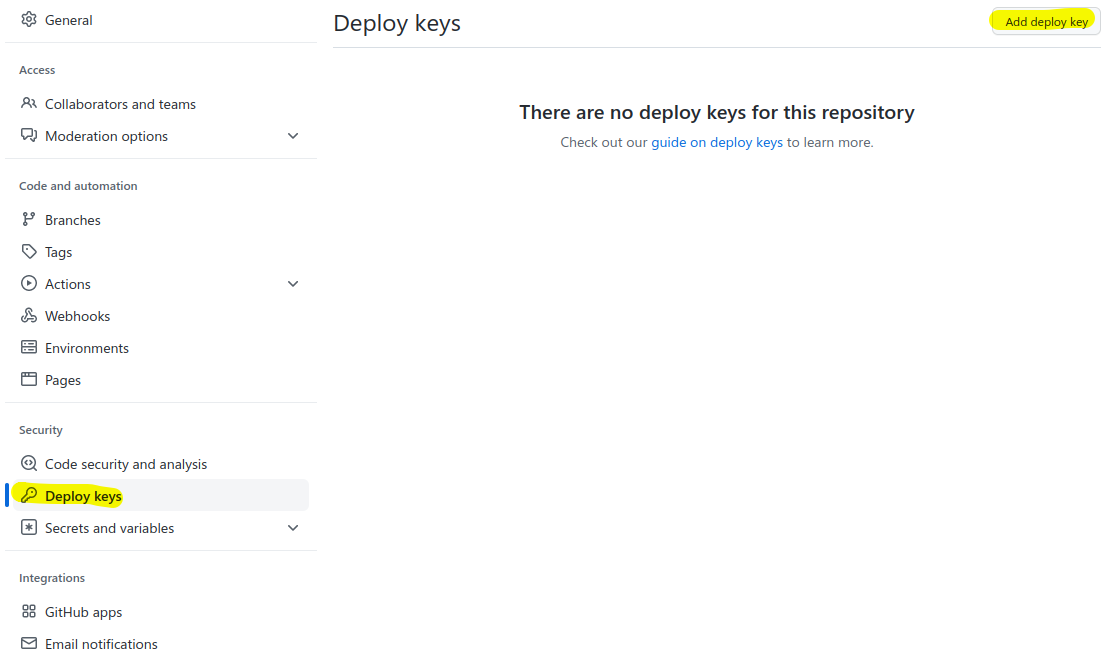 General
Access
Collaborators and teams
Moderation options
Code and automation
Branches
Tags
Actions
Webhooks
Environments
Pages
Security
Code security and analysis
Deploy keys
Secrets and variables
Integrations
GitHub apps
Email notifications
Deploy keys
Add deploy key
There are no deploy keys for this repository
Check out our guide on deploy keys to learn more.